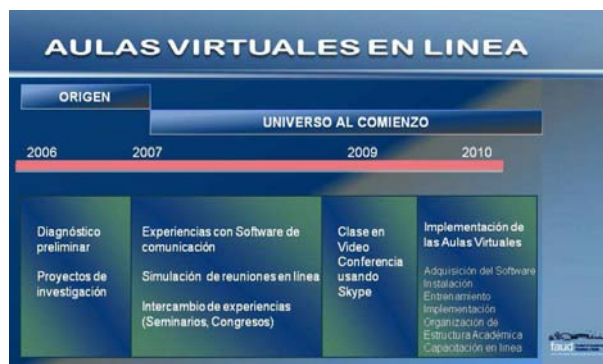 AULAS VIRTUALES EN LINEA
ORIGEN
UNIVERSO AL COMIENZO
2006
2007
2009
2010
Diagnóstico
preliminar
Proyectos de
investigación
Experiencias con Software de
comunicación
Simulación de reuniones en línea
Intercambio de experiencias
(Seminarios, Congresos)
Clase en
Video
Conferencia
usando
Skype
Implementación de
las Aulas Virtuales
Adquisición del Software
Instalación
Entrenamiento
Implementación
Organización de
Estructura Académica
Capacitación en linea
faud